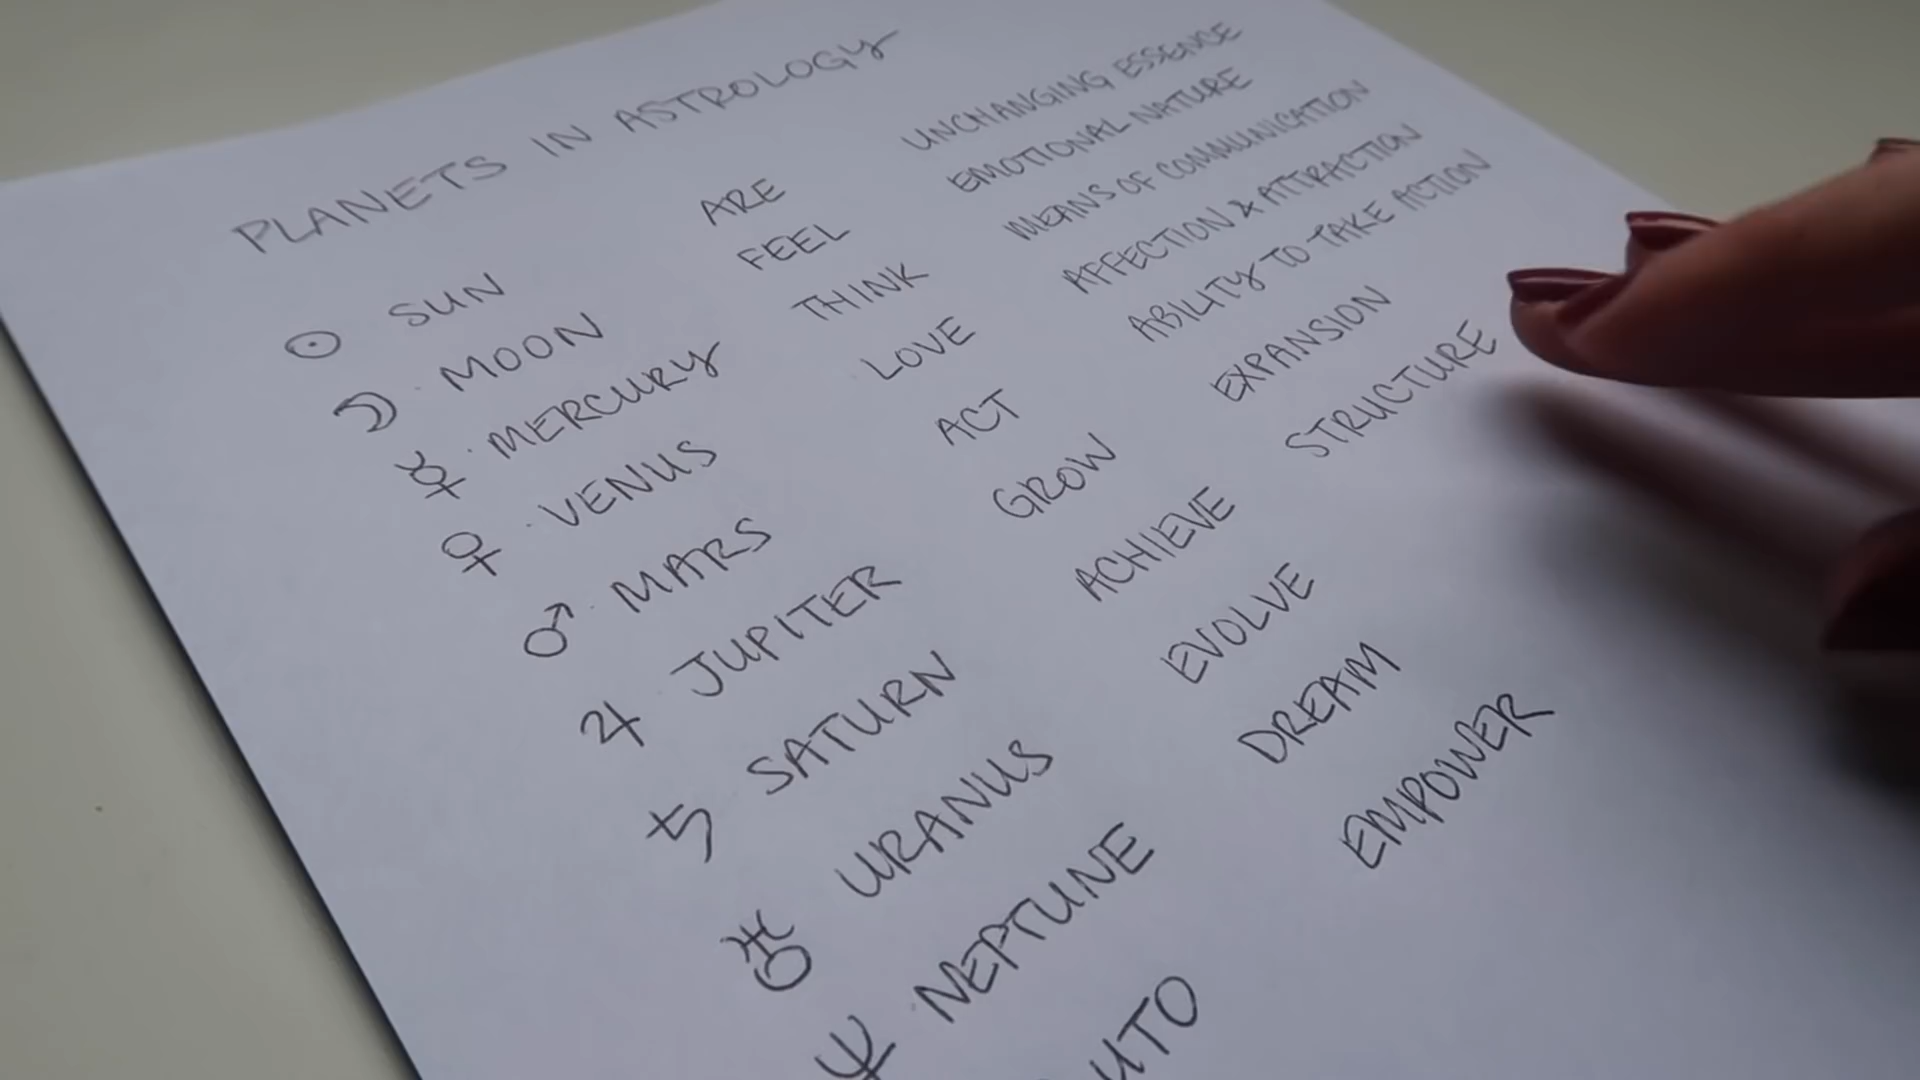 PLANETS IN ASTROLOGY
☉ SUN ARE UNCHANGING ESSENCE
☽ MOON FEEL EMOTIONAL NATURE
☿ MERCURY THINK MEANS OF COMMUNICATION
♀ VENUS LOVE AFFECTION & ATTRACTION
♂ MARS ACT ABILITY TO TAKE ACTION
♃ JUPITER GROW EXPANSION
♄ SATURN ACHIEVE STRUCTURE
♅ URANUS EVOLVE
♆ NEPTUNE DREAM
UTO EMPOWER